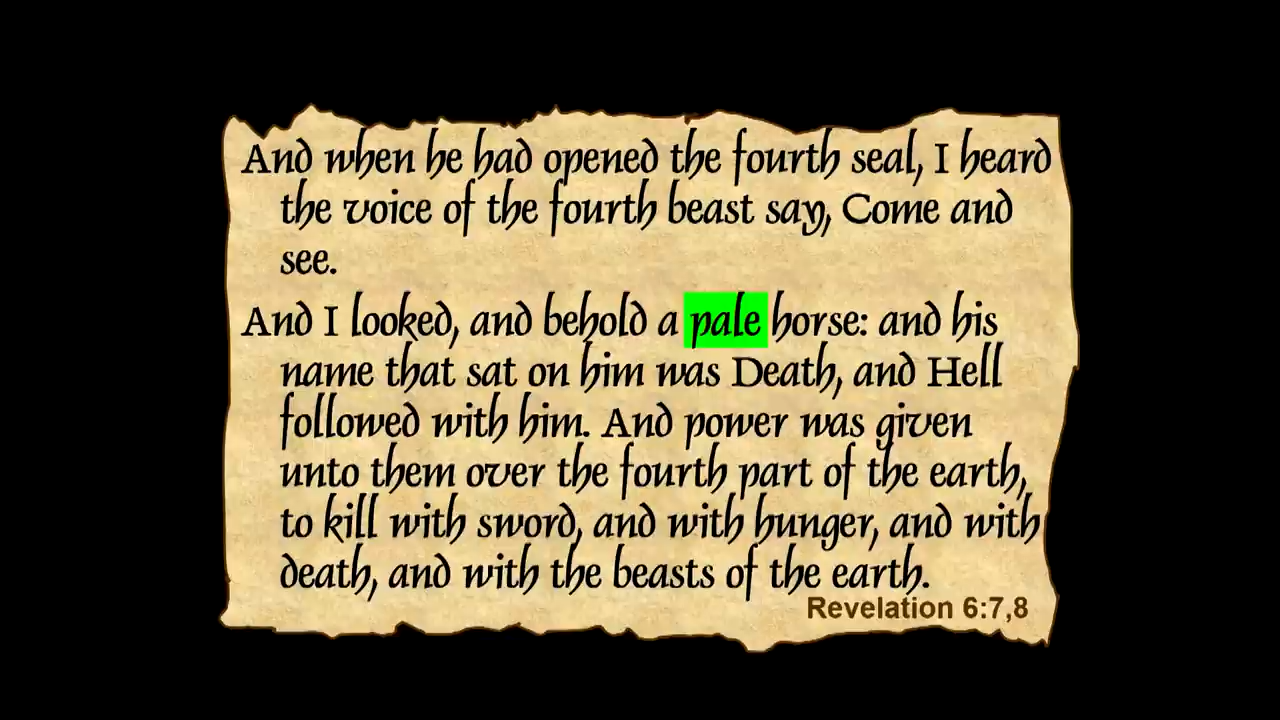 And when he had opened the fourth seal, I heard
the voice of the fourth beast say, Come and
see.
And I looked, and behold a pale horse: and his
name that sat on him was Death, and Hell
followed with him. And power was given
unto them over the fourth part of the earth,
to kill with sword, and with hunger, and with
death, and with the beasts of the earth.
Revelation 6:7,8